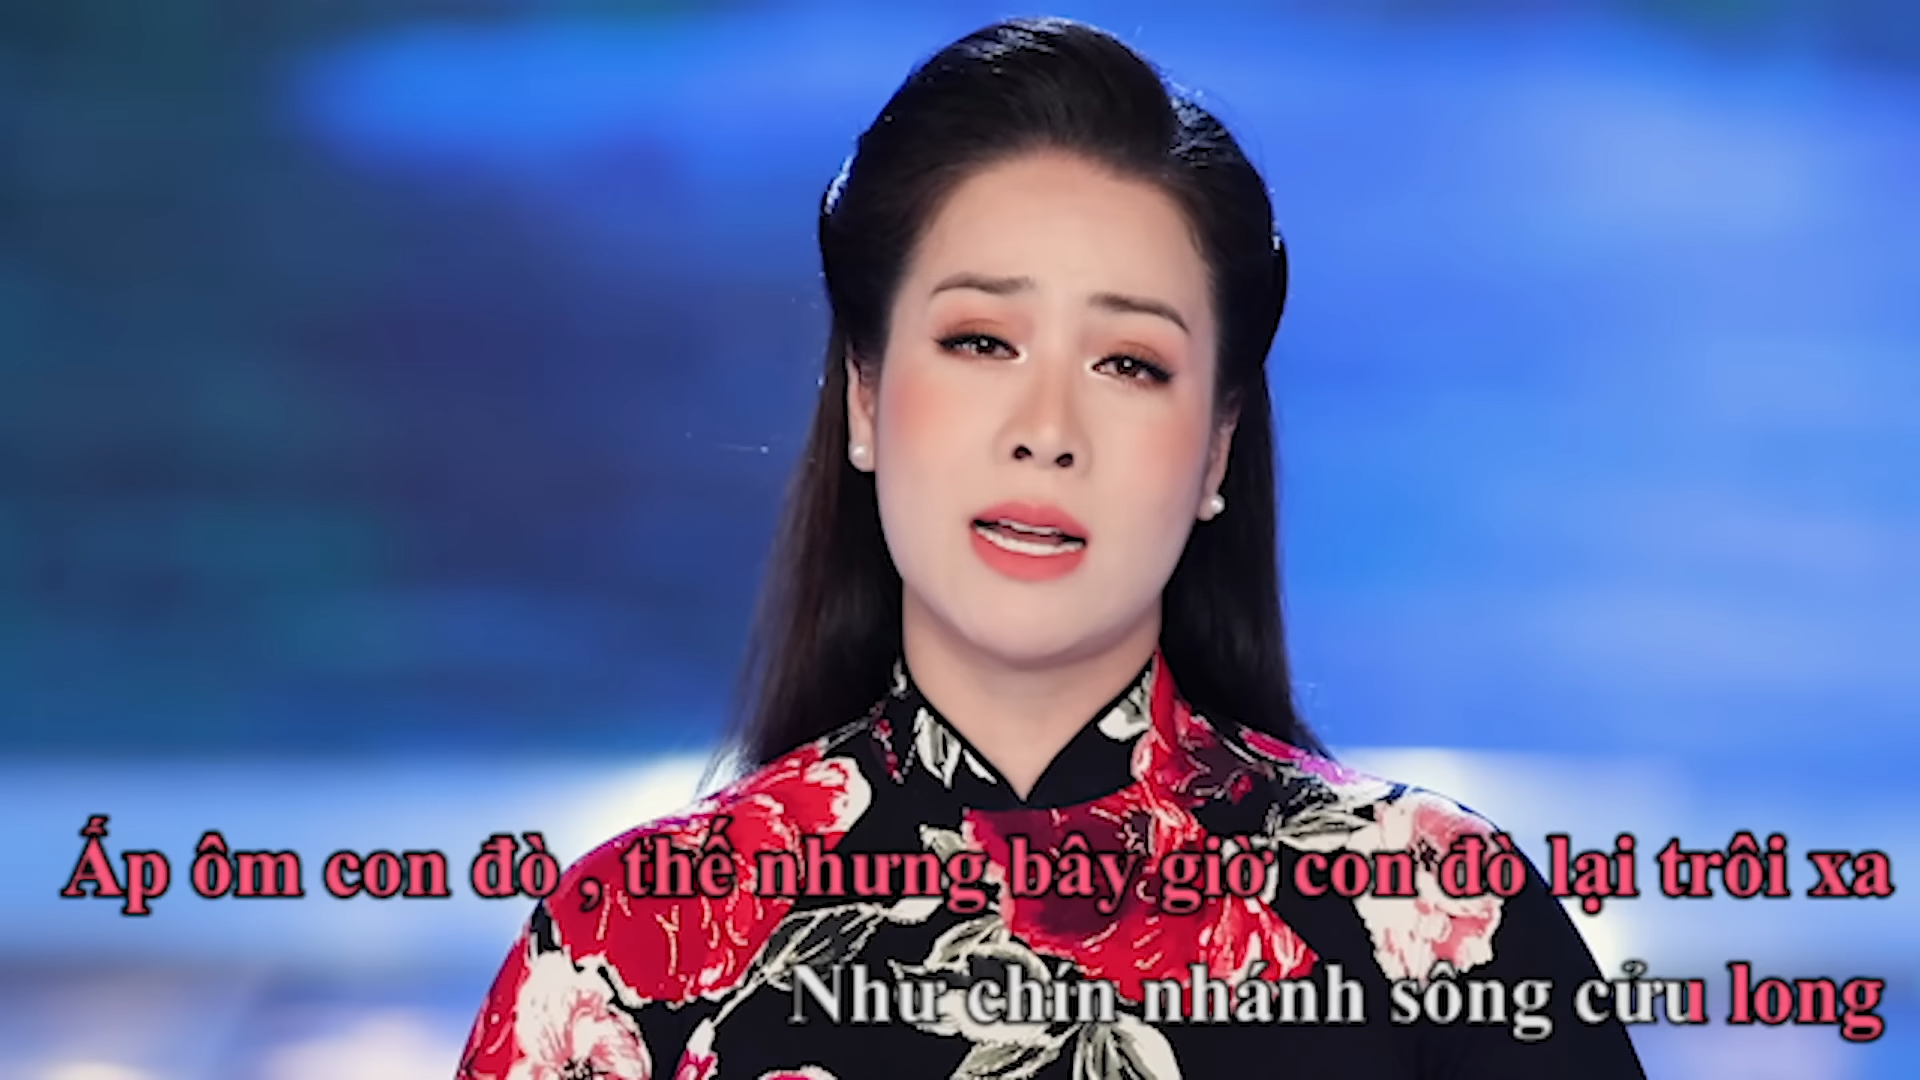 Ấp ôm con đò , thế nhưng bây giờ con đò lại trôi xa
Như chín nhánh sông cửu long